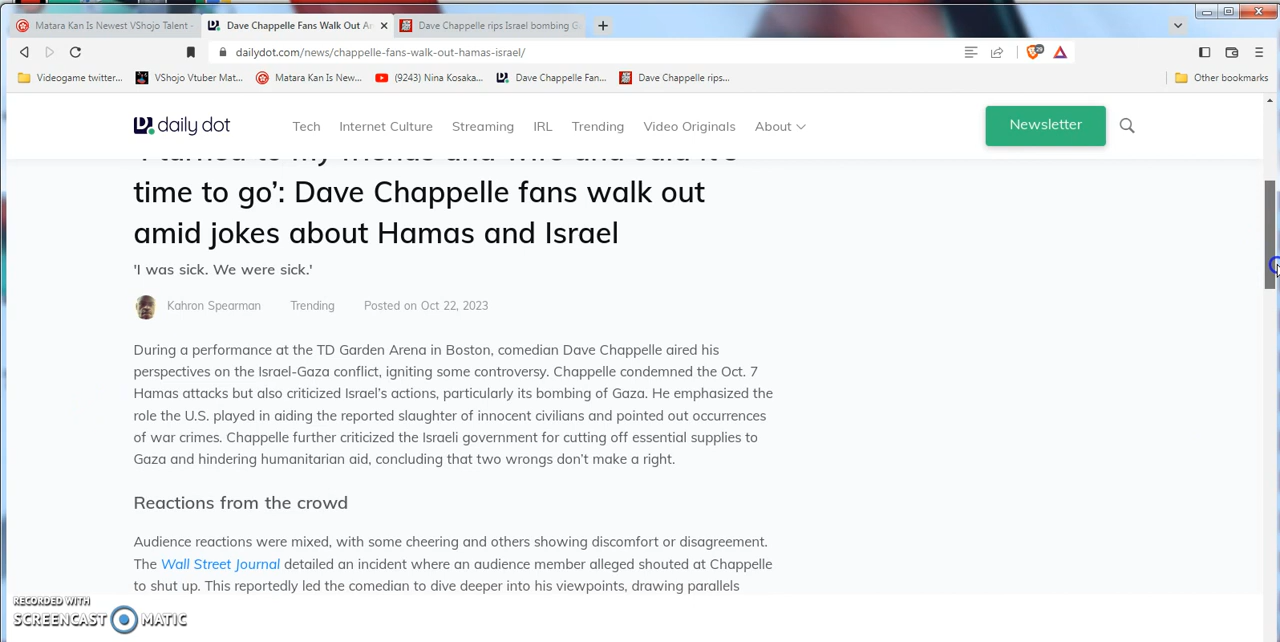 Matara Kan Is Newest VShojo Talent -
Dave Chappelle Fans Walk Out A
Dave Chappelle rips Israel bombing G
dailydot.com/news/chappelle-fans-walk-out-hamas-israel/
29
Videogame twitter...
VShojo Vtuber Mat...
Matara Kan Is New...
(9243) Nina Kosaka...
Dave Chappelle Fan...
Dave Chappelle rips...
Other bookmarks
daily dot
Tech
Internet Culture
Streaming
IRL
Trending
Video Originals
About
Newsletter
'I turned to my friends and wife and said it's
time to go': Dave Chappelle fans walk out
amid jokes about Hamas and Israel
'I was sick. We were sick.'
Kahron Spearman
Trending
Posted on Oct 22, 2023
During a performance at the TD Garden Arena in Boston, comedian Dave Chappelle aired his
perspectives on the Israel-Gaza conflict, igniting some controversy. Chappelle condemned the Oct. 7
Hamas attacks but also criticized Israel's actions, particularly its bombing of Gaza. He emphasized the
role the U.S. played in aiding the reported slaughter of innocent civilians and pointed out occurrences
of war crimes. Chappelle further criticized the Israeli government for cutting off essential supplies to
Gaza and hindering humanitarian aid, concluding that two wrongs don't make a right.
Reactions from the crowd
Audience reactions were mixed, with some cheering and others showing discomfort or disagreement.
The Wall Street Journal detailed an incident where an audience member alleged shouted at Chappelle
to shut up. This reportedly led the comedian to dive deeper into his viewpoints, drawing parallels
RECORDED WITH
SCREENCAST MATIC